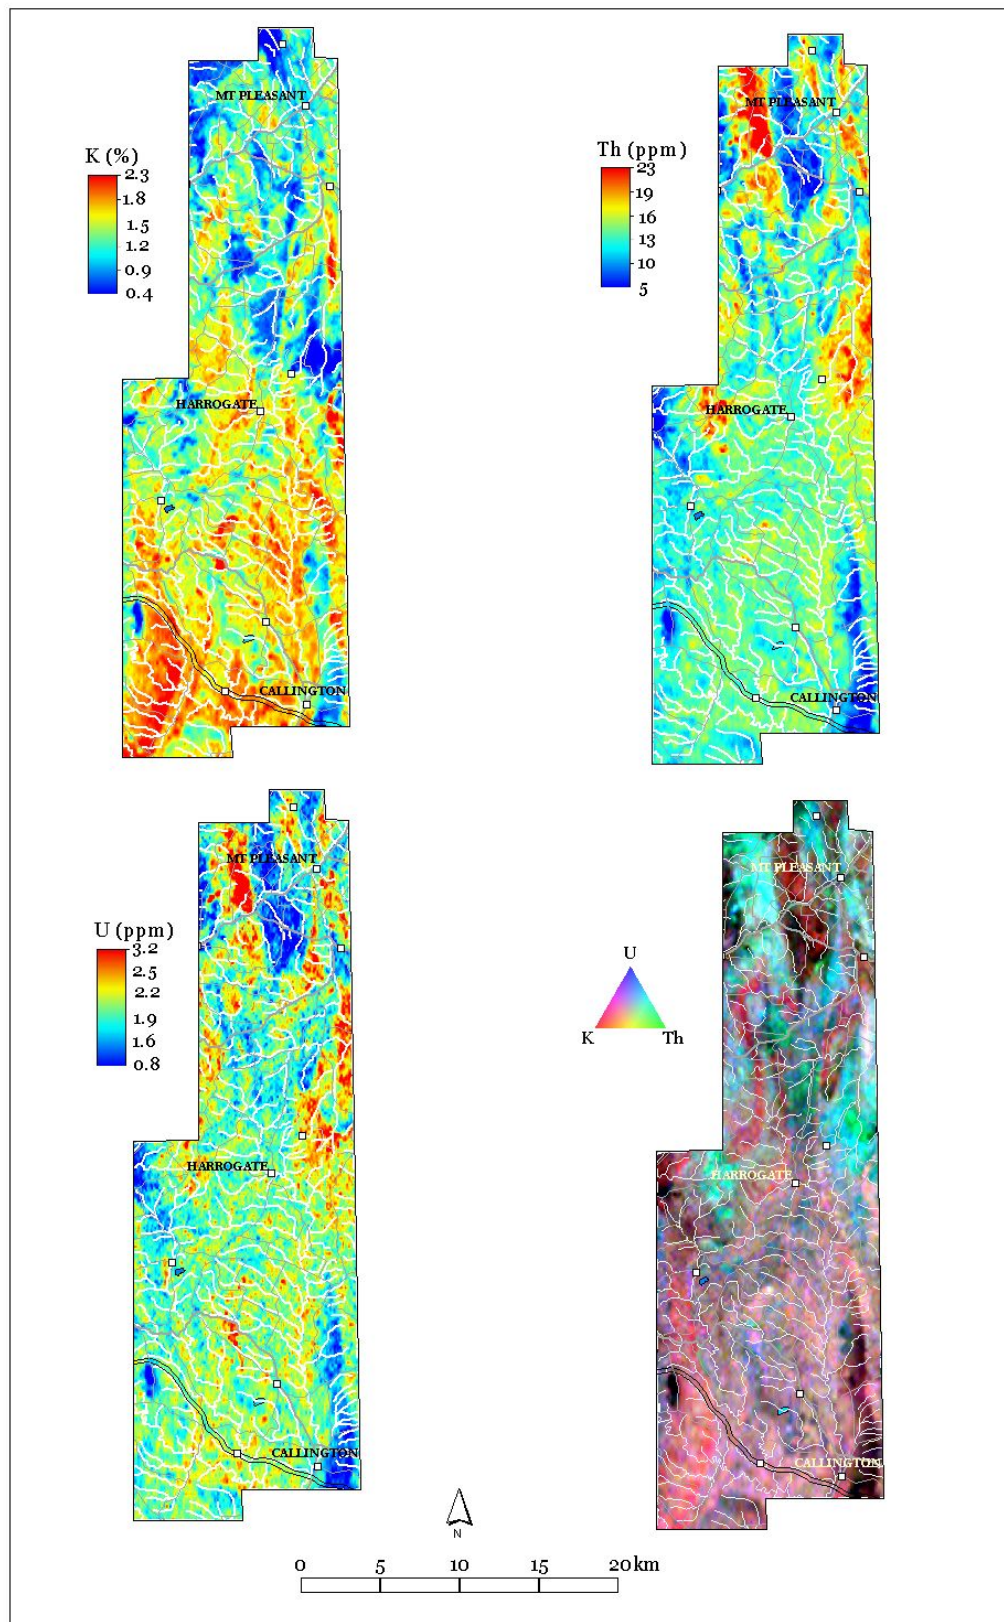 MT PLEASANT
K (%)
2.3
1.8
1.5
1.2
0.9
0.4
HARROGATE
CALLINGTON
MT PLEASANT
Th (ppm)
23
19
16
13
10
5
HARROGATE
CALLINGTON
MT PLEASANT
U (ppm)
3.2
2.5
2.2
1.9
1.6
0.8
HARROGATE
CALLINGTON
MT PLEASANT
U
K Th
HARROGATE
CALLINGTON
N
0 5 10 15 20 km